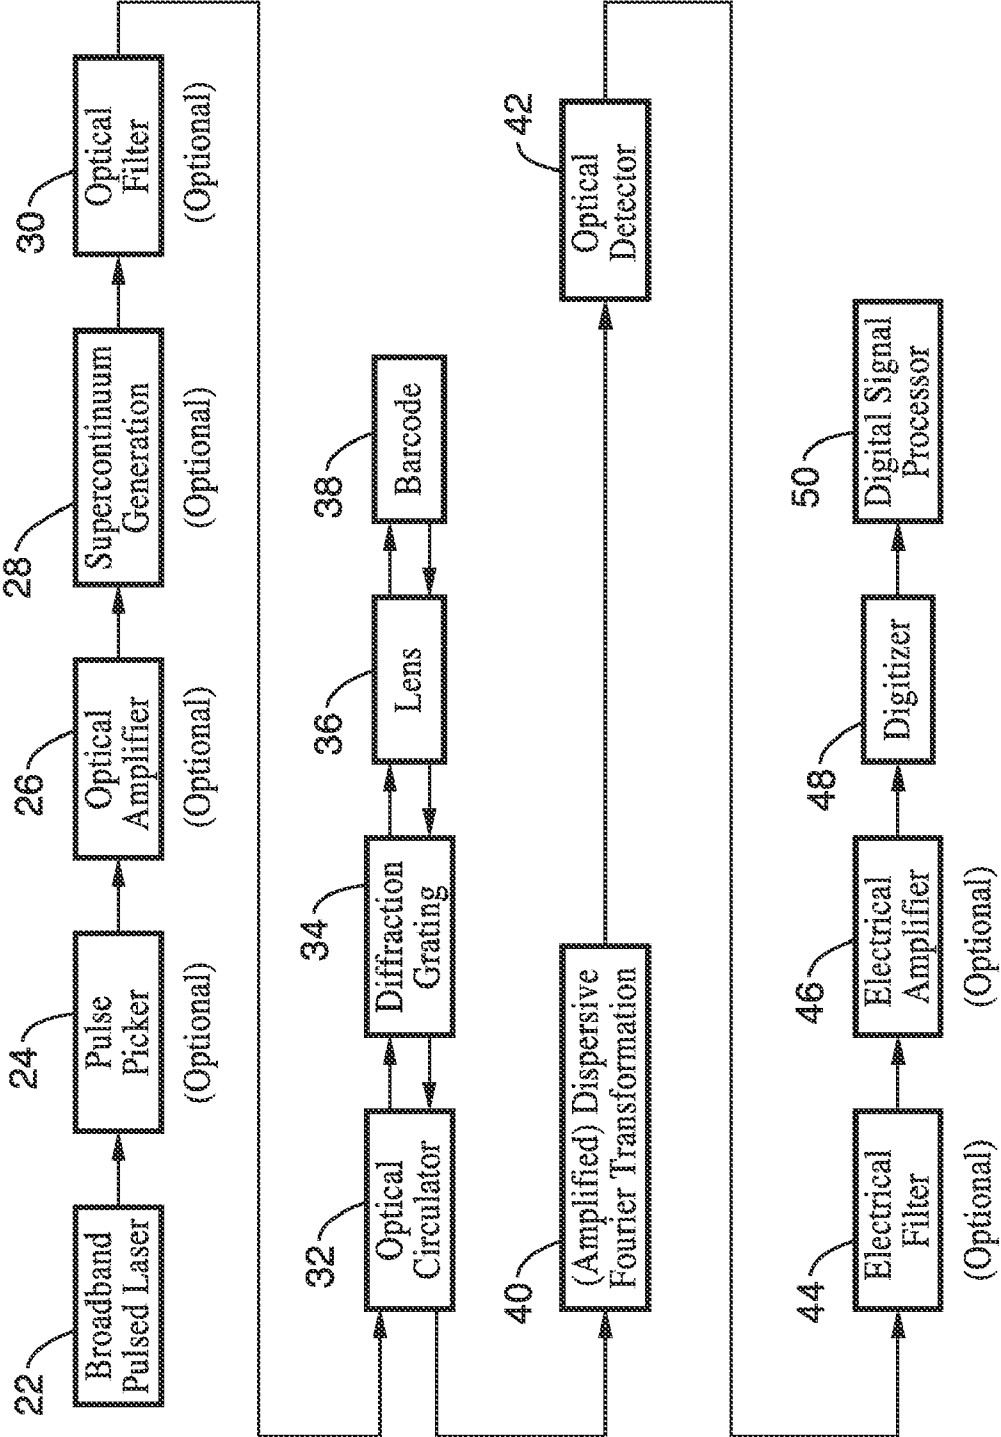 22
Broadband
Pulsed Laser
24
Pulse
Picker
(Optional)
26
Optical
Amplifier
(Optional)
28
Supercontinuum
Generation
(Optional)
30
Optical
Filter
(Optional)
32
Optical
Circulator
34
Diffraction
Grating
36
Lens
38
Barcode
40
(Amplified) Dispersive
Fourier Transformation
42
Optical
Detector
44
Electrical
Filter
(Optional)
46
Electrical
Amplifier
(Optional)
48
Digitizer
50
Digital Signal
Processor